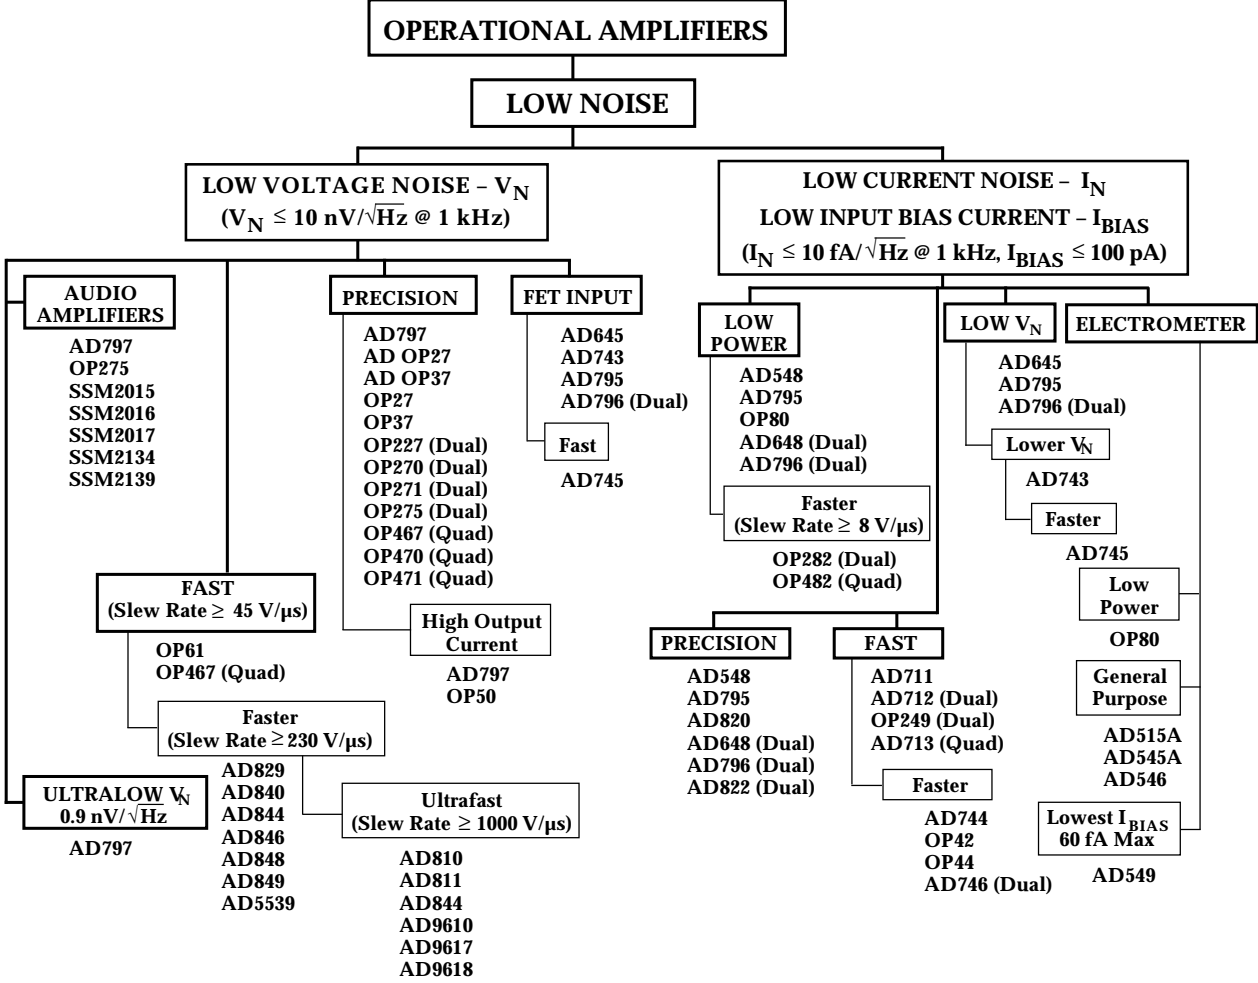 OPERATIONAL AMPLIFIERS
LOW NOISE
LOW VOLTAGE NOISE – VN
(VN ≤ 10 nV/√Hz @ 1 kHz)
AUDIO
AMPLIFIERS
AD797
OP275
SSM2015
SSM2016
SSM2017
SSM2134
SSM2139
FAST
(Slew Rate ≥ 45 V/µs)
OP61
OP467 (Quad)
Faster
(Slew Rate ≥ 230 V/µs)
AD829
AD840
AD844
AD846
AD848
AD849
AD5539
Ultrafast
(Slew Rate ≥ 1000 V/µs)
AD810
AD811
AD844
AD9610
AD9617
AD9618
ULTRALOW VN
0.9 nV/√Hz
AD797
PRECISION
AD797
AD OP27
AD OP37
OP27
OP37
OP227 (Dual)
OP270 (Dual)
OP271 (Dual)
OP275 (Dual)
OP467 (Quad)
OP470 (Quad)
OP471 (Quad)
High Output
Current
AD797
OP50
FET INPUT
AD645
AD743
AD795
AD796 (Dual)
Fast
AD745
LOW CURRENT NOISE – IN
LOW INPUT BIAS CURRENT – IBIAS
(IN ≤ 10 fA/√Hz @ 1 kHz, IBIAS ≤ 100 pA)
LOW
POWER
AD548
AD795
OP80
AD648 (Dual)
AD796 (Dual)
Faster
(Slew Rate ≥ 8 V/µs)
OP282 (Dual)
OP482 (Quad)
PRECISION
AD548
AD795
AD820
AD648 (Dual)
AD796 (Dual)
AD822 (Dual)
FAST
AD711
AD712 (Dual)
OP249 (Dual)
AD713 (Quad)
Faster
AD744
OP42
OP44
AD746 (Dual)
LOW VN
AD645
AD795
AD796 (Dual)
Lower VN
AD743
Faster
AD745
ELECTROMETER
Low
Power
OP80
General
Purpose
AD515A
AD545A
AD546
Lowest IBIAS
60 fA Max
AD549